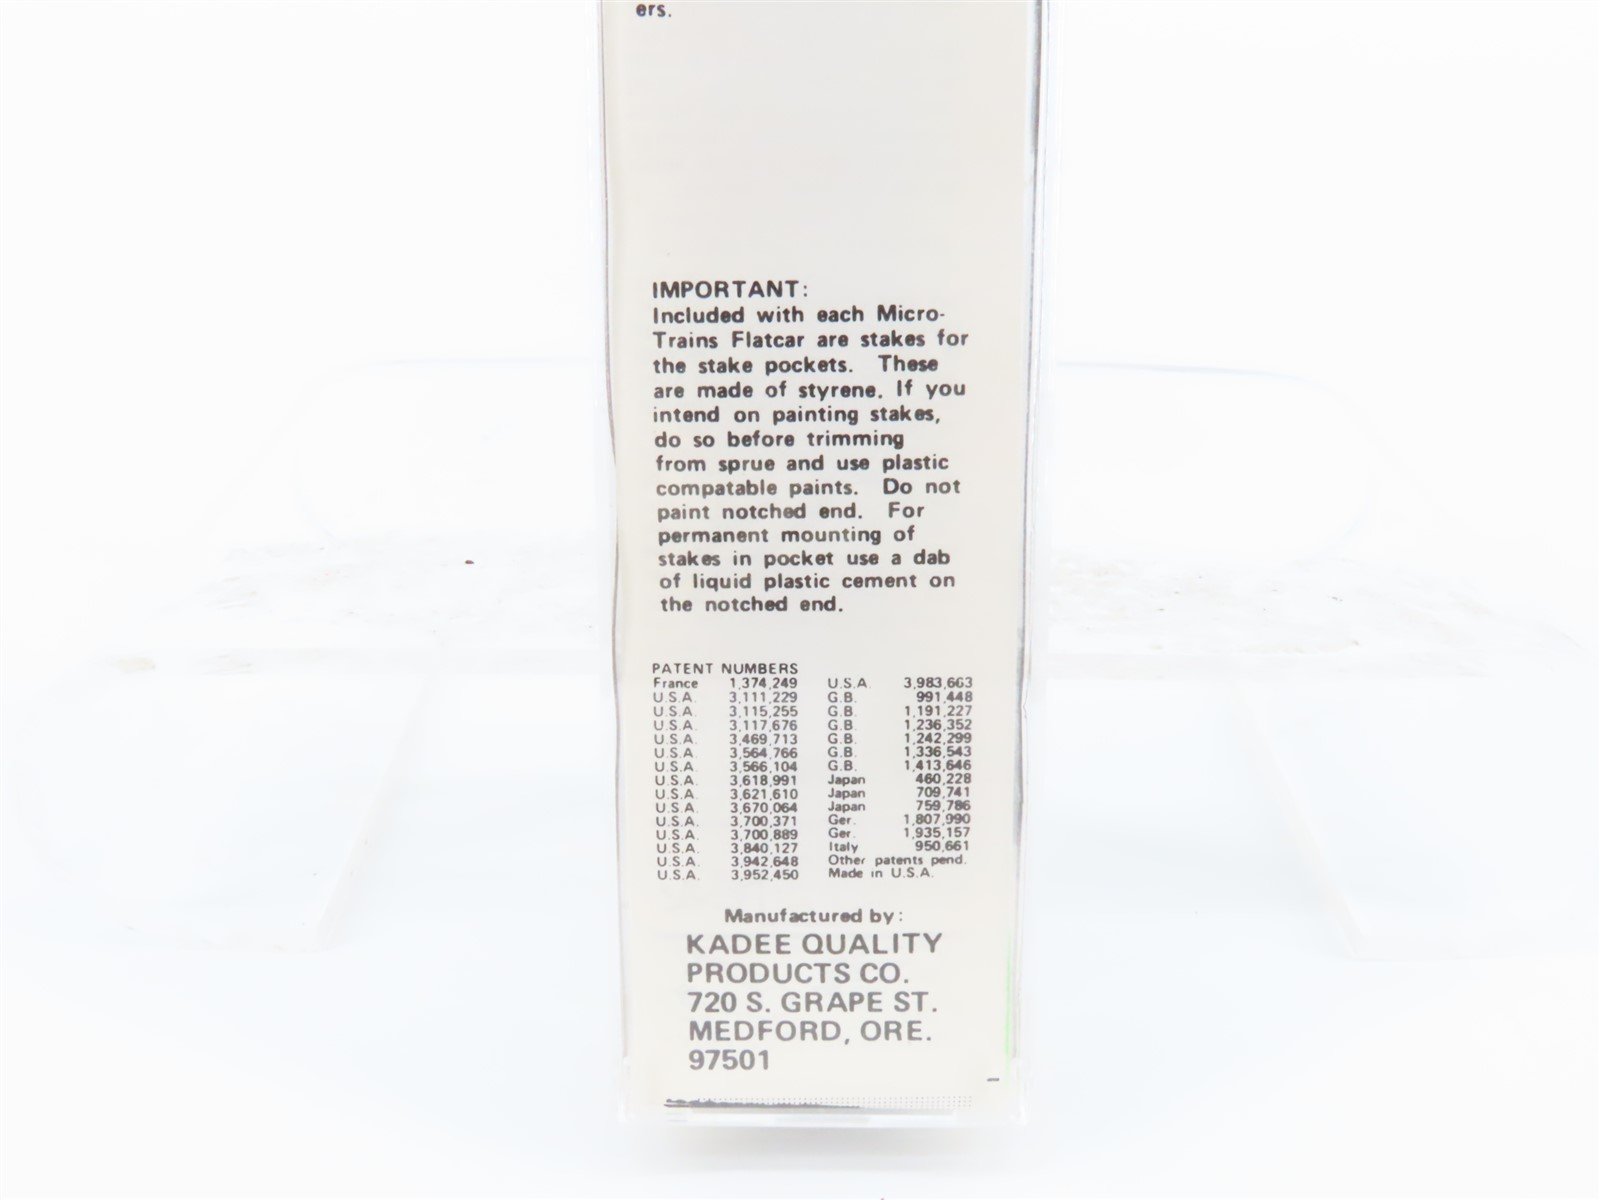 ers.
IMPORTANT:
Included with each Micro-
Trains Flatcar are stakes for
the stake pockets. These
are made of styrene. If you
intend on painting stakes,
do so before trimming
from sprue and use plastic
compatable paints. Do not
paint notched end. For
permanent mounting of
stakes in pocket use a dab
of liquid plastic cement on
the notched end.
PATENT NUMBERS
France 1,374,249 U.S.A. 3,983,663
U.S.A. 3,111,229 G.B. 991,448
U.S.A. 3,115,255 G.B. 1,191,227
U.S.A. 3,117,676 G.B. 1,236,352
U.S.A. 3,469,713 G.B. 1,242,299
U.S.A. 3,564,766 G.B. 1,336,543
U.S.A. 3,566,104 G.B. 1,413,646
U.S.A. 3,618,991 Japan 460,228
U.S.A. 3,621,610 Japan 709,741
U.S.A. 3,670,064 Japan 759,786
U.S.A. 3,700,371 Ger. 1,807,990
U.S.A. 3,700,889 Ger. 1,935,157
U.S.A. 3,840,127 Italy 950,661
U.S.A. 3,942,648 Other patents pend.
U.S.A. 3,952,450 Made in U.S.A.
Manufactured by:
KADEE QUALITY
PRODUCTS CO.
720 S. GRAPE ST.
MEDFORD, ORE.
97501